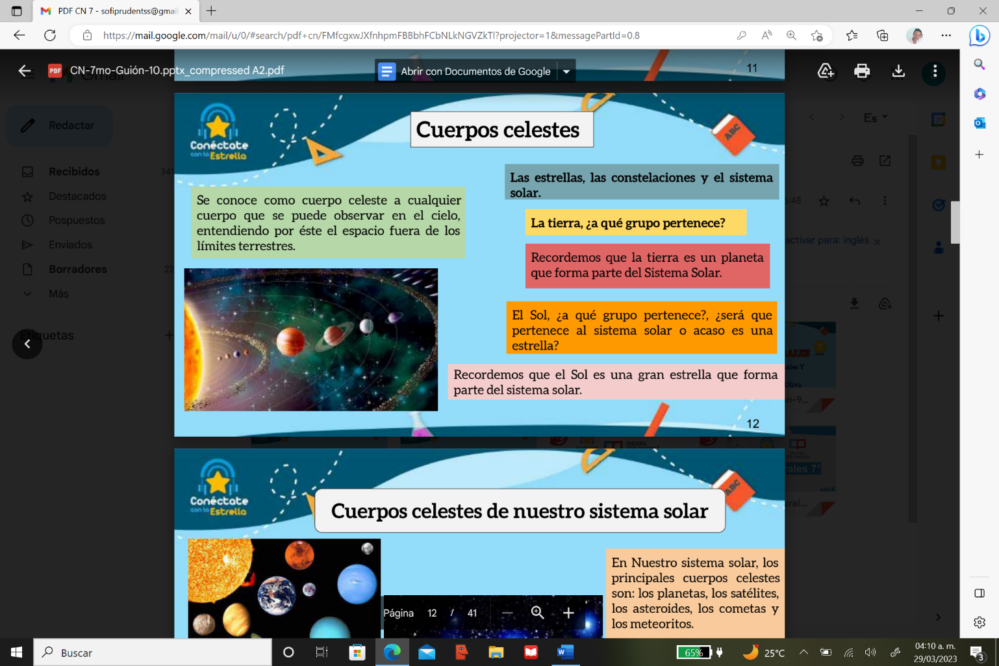 PDF CN 7 - sofiprudentss@gmai
https://mail.google.com/mail/u/0/#search/pdf+cn/FMfcgxwJXfnhpmFBBbhFCbNLkNGVZkTl?projector=1&messagePartId=0.8
CN-7mo-Guión-10.pptx_compressed A2.pdf
Abrir con Documentos de Google
11
Redactar
Recibidos 341
Destacados
Pospuestos
Enviados
Borradores 22
Más
Etiquetas
Es
5:48
activar para: inglés
Conéctate
con la Estrella
ABC
Cuerpos celestes
Se conoce como cuerpo celeste a cualquier
cuerpo que se puede observar en el cielo,
entendiendo por éste el espacio fuera de los
límites terrestres.
Las estrellas, las constelaciones y el sistema
solar.
La tierra, ¿a qué grupo pertenece?
Recordemos que la tierra es un planeta
que forma parte del Sistema Solar.
El Sol, ¿a qué grupo pertenece?, ¿será que
pertenece al sistema solar o acaso es una
estrella?
Recordemos que el Sol es una gran estrella que forma
parte del sistema solar.
12
Conéctate
con la Estrella
ABC
Cuerpos celestes de nuestro sistema solar
En Nuestro sistema solar, los
principales cuerpos celestes
son: los planetas, los satélites,
los asteroides, los cometas y
los meteoritos.
Página 12 / 41
Buscar
65%
25°C
04:10 a. m.
29/03/2023
3